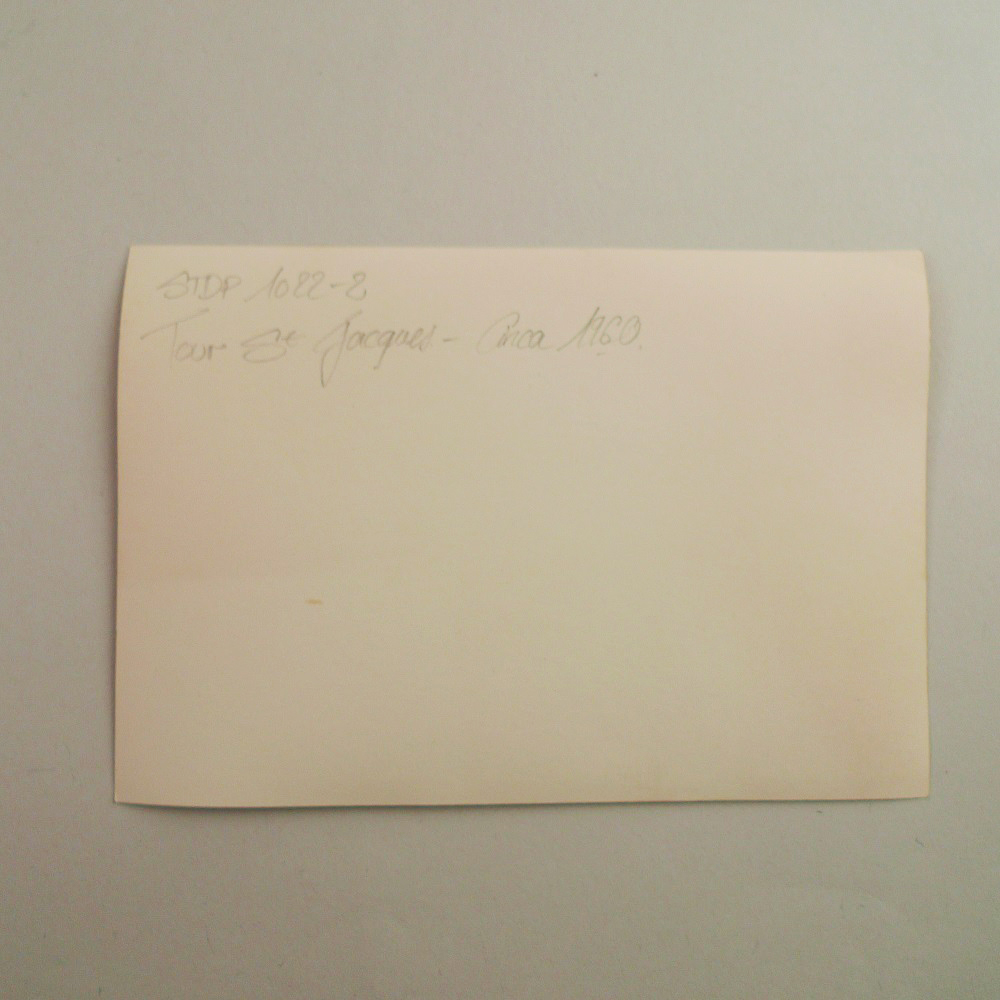 STDP 1022-2
Tour St Jacques - Circa 1960.